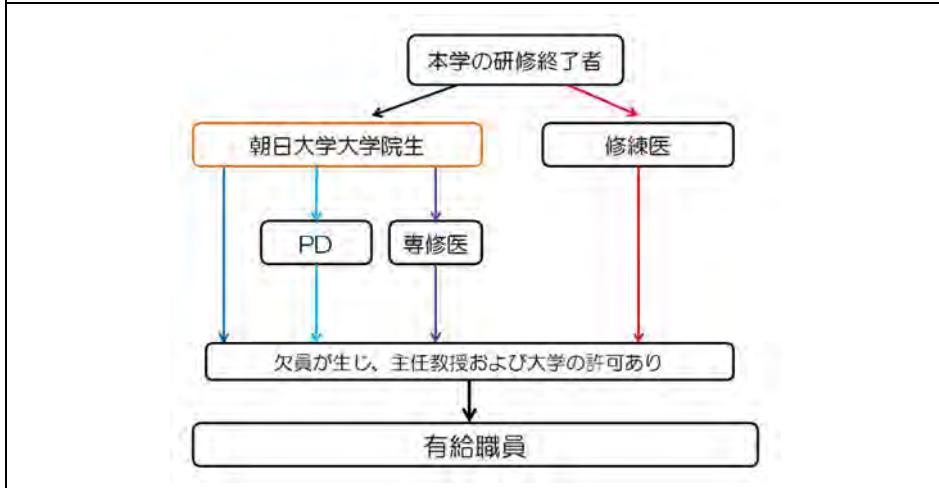 本学の研修終了者
朝日大学大学院生
修練医
PD
専修医
欠員が生じ、主任教授および大学の許可あり
有給職員